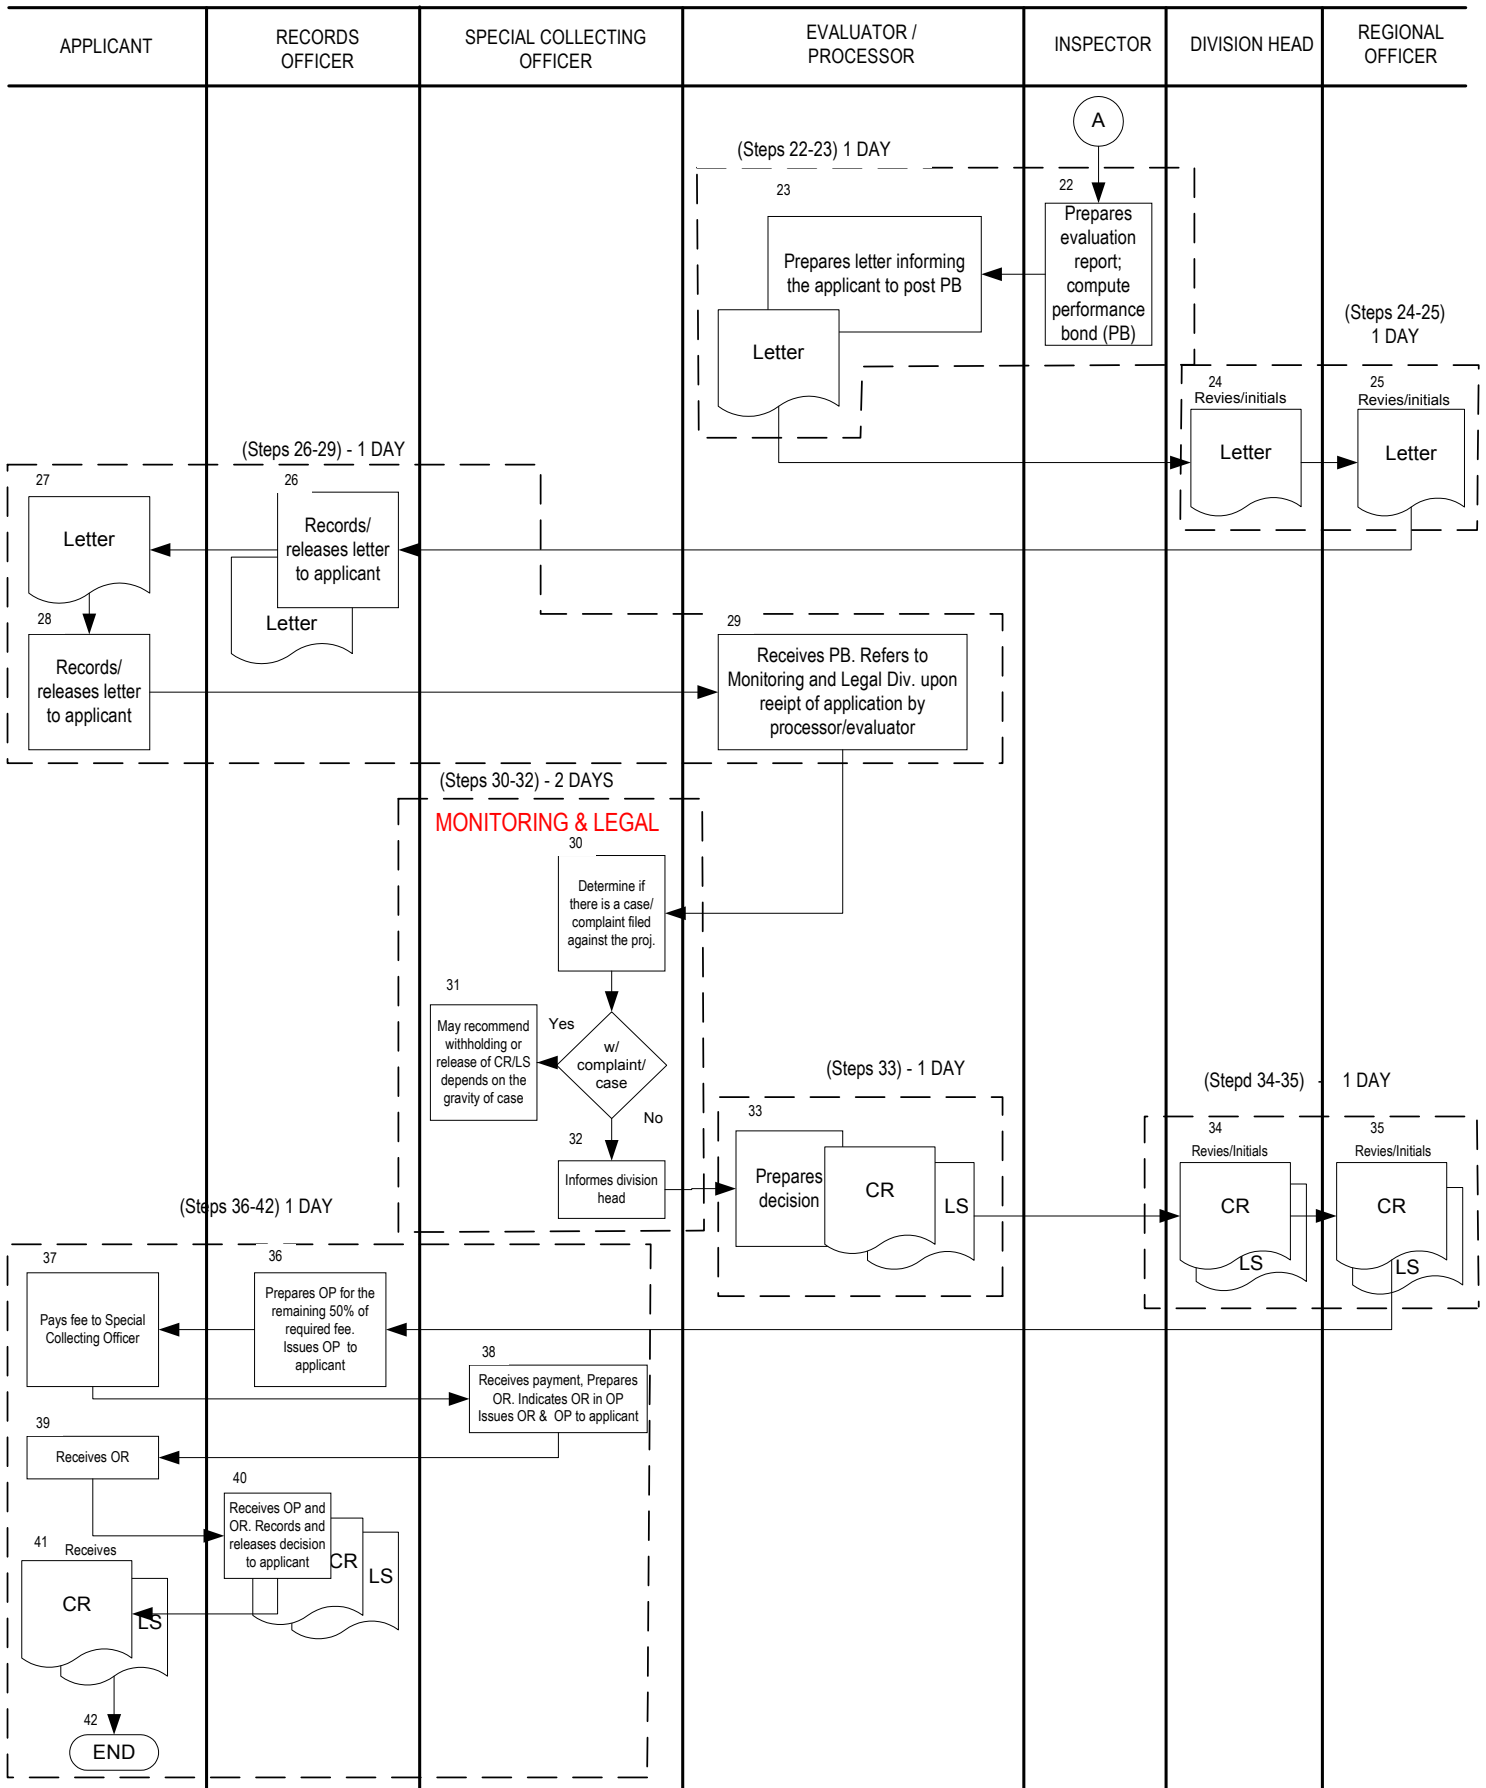 APPLICANT
RECORDS
OFFICER
SPECIAL COLLECTING
OFFICER
EVALUATOR /
PROCESSOR
INSPECTOR
DIVISION HEAD
REGIONAL
OFFICER
A
(Steps 22-23) 1 DAY
22
Prepares
evaluation
report;
compute
performance
bond (PB)
23
Prepares letter informing
the applicant to post PB
Letter
(Steps 24-25)
1 DAY
24
Revies/initials
Letter
25
Revies/initials
Letter
(Steps 26-29) - 1 DAY
26
Records/
releases letter
to applicant
Letter
27
Letter
28
Records/
releases letter
to applicant
29
Receives PB. Refers to
Monitoring and Legal Div. upon
reeipt of application by
processor/evaluator
(Steps 30-32) - 2 DAYS
MONITORING & LEGAL
30
Determine if
there is a case/
complaint filed
against the proj.
31
May recommend
withholding or
release of CR/LS
depends on the
gravity of case
Yes
w/
complaint/
case
No
32
Informes division
head
(Steps 33) - 1 DAY
33
Prepares
decision
CR
LS
(Stepd 34-35) - 1 DAY
34
Revies/Initials
CR
LS
35
Revies/Initials
CR
LS
(Steps 36-42) 1 DAY
36
Prepares OP for the
remaining 50% of
required fee.
Issues OP to
applicant
37
Pays fee to Special
Collecting Officer
38
Receives payment, Prepares
OR. Indicates OR in OP
Issues OR & OP to applicant
39
Receives OR
40
Receives OP and
OR. Records and
releases decision
to applicant
CR
LS
41
Receives
CR
LS
42
END